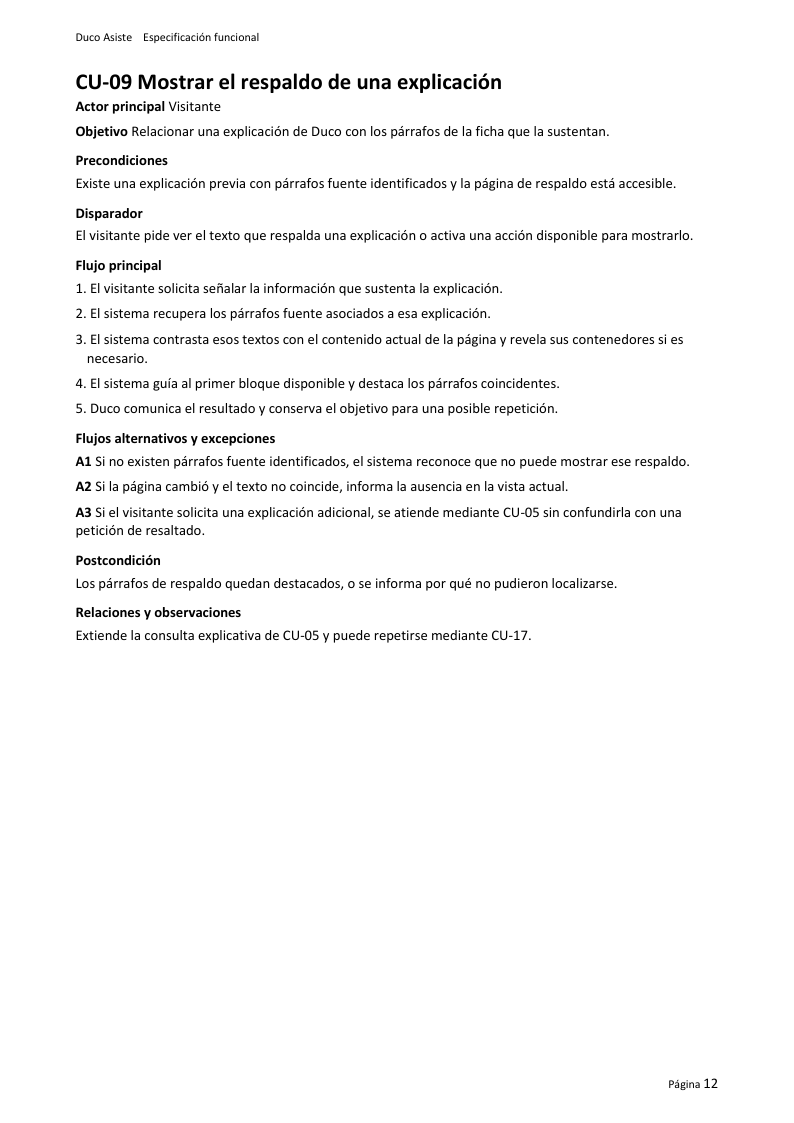 Duco Asiste Especificación funcional
CU-09 Mostrar el respaldo de una explicación
Actor principal Visitante
Objetivo Relacionar una explicación de Duco con los párrafos de la ficha que la sustentan.
Precondiciones
Existe una explicación previa con párrafos fuente identificados y la página de respaldo está accesible.
Disparador
El visitante pide ver el texto que respalda una explicación o activa una acción disponible para mostrarlo.
Flujo principal
1. El visitante solicita señalar la información que sustenta la explicación.
2. El sistema recupera los párrafos fuente asociados a esa explicación.
3. El sistema contrasta esos textos con el contenido actual de la página y revela sus contenedores si es
necesario.
4. El sistema guía al primer bloque disponible y destaca los párrafos coincidentes.
5. Duco comunica el resultado y conserva el objetivo para una posible repetición.
Flujos alternativos y excepciones
A1 Si no existen párrafos fuente identificados, el sistema reconoce que no puede mostrar ese respaldo.
A2 Si la página cambió y el texto no coincide, informa la ausencia en la vista actual.
A3 Si el visitante solicita una explicación adicional, se atiende mediante CU-05 sin confundirla con una
petición de resaltado.
Postcondición
Los párrafos de respaldo quedan destacados, o se informa por qué no pudieron localizarse.
Relaciones y observaciones
Extiende la consulta explicativa de CU-05 y puede repetirse mediante CU-17.
Página 12